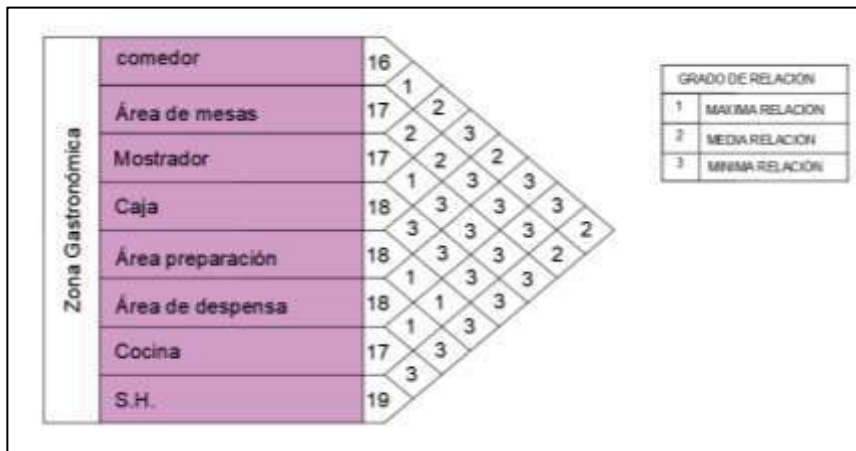 Zona Gastronómica
comedor 16
1
Área de mesas 17 2
2 3
Mostrador 17 2 2
1 3 3
Caja 18 3 3 3
3 3 3 2
Área preparación 18 3 3 2
1 3 3
Área de despensa 18 1 3
1 3
Cocina 17 3
3
S.H. 19
GRADO DE RELACION
1 MAXIMA RELACION
2 MEDIA RELACION
3 MINIMA RELACION